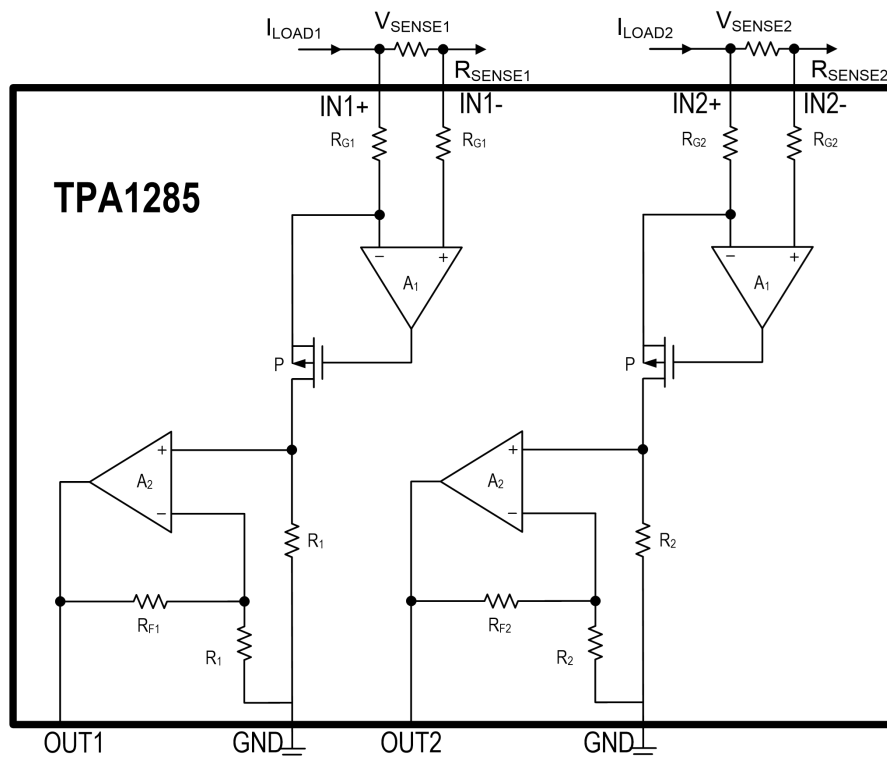 VSENSE1
ILOAD1
RSENSE1
VSENSE2
ILOAD2
RSENSE2
IN1+
IN1-
IN2+
IN2-
RG1
RG1
RG2
RG2
TPA1285
−
+
A1
−
+
A1
P
P
+
A2
−
+
A2
−
R1
R2
RF1
R1
RF2
R2
OUT1
GND
OUT2
GND